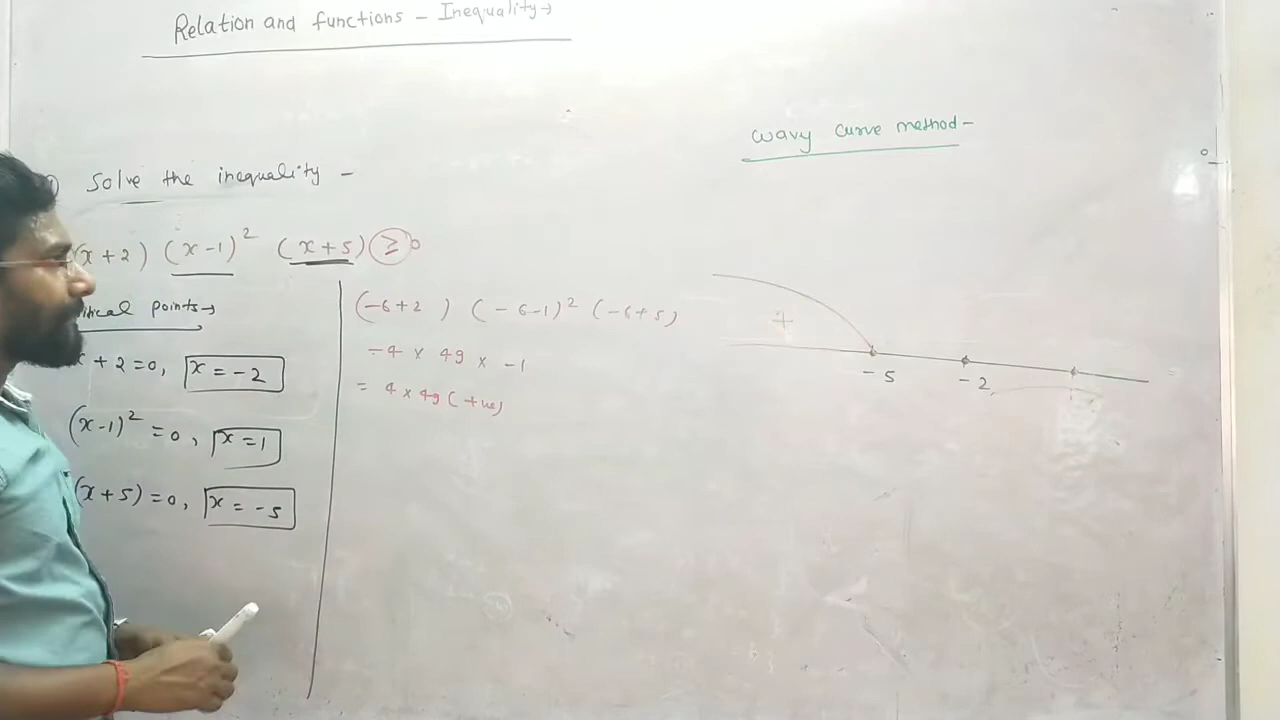 Relation and functions - Inequality →
Solve the inequality -
(x+2) (x-1)² (x+5) ≥ 0
points →
x + 2 = 0, x = -2
(x-1)² = 0, x = 1
(x+5) = 0, x = -5
(-6+2) (-6-1)² (-6+5)
-4 × 49 × -1
= 4 × 49 (+ve)
Wavy Curve method -
+
-5 -2 1